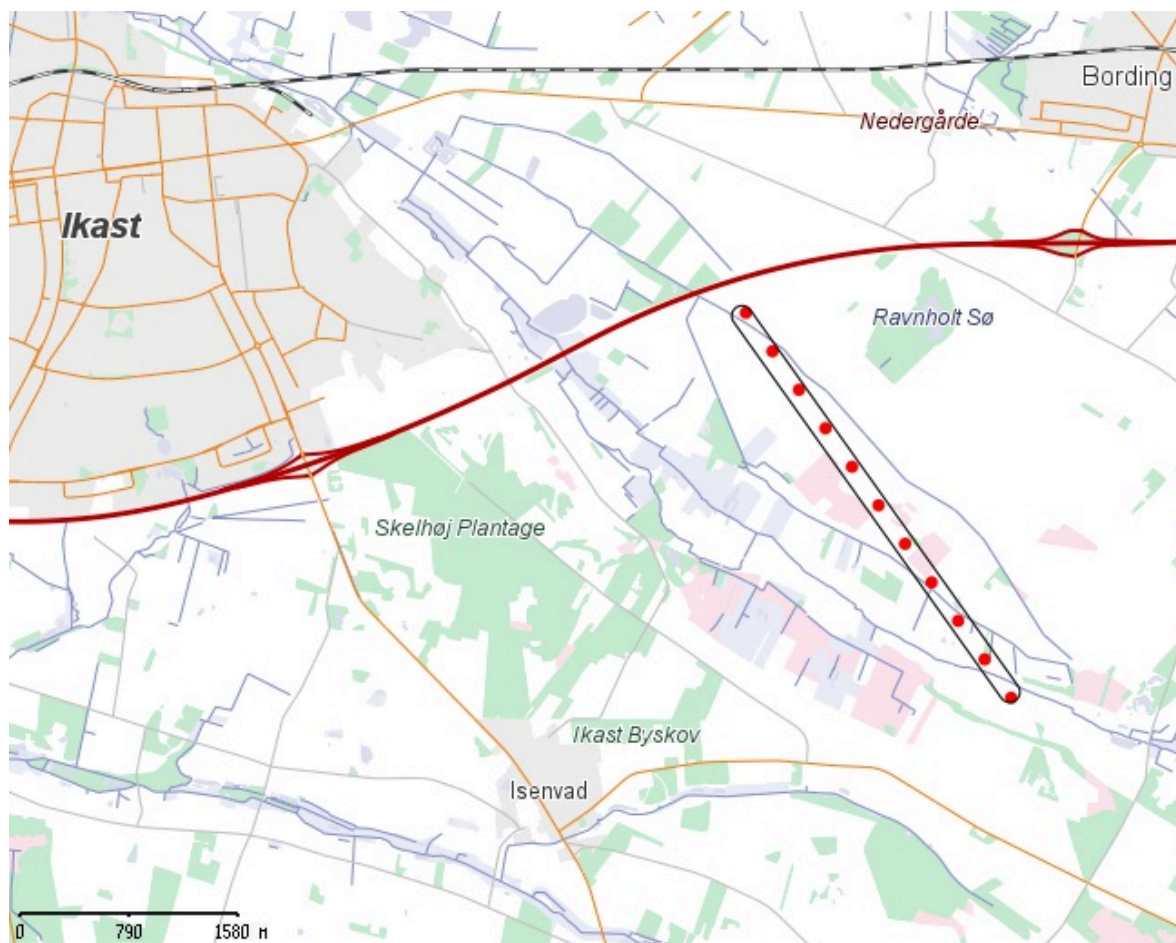 Bording
Nedergårde
Ikast
Ravnholt Sø
Skelhøj Plantage
Ikast Byskov
Isenvad
0 790 1580 M